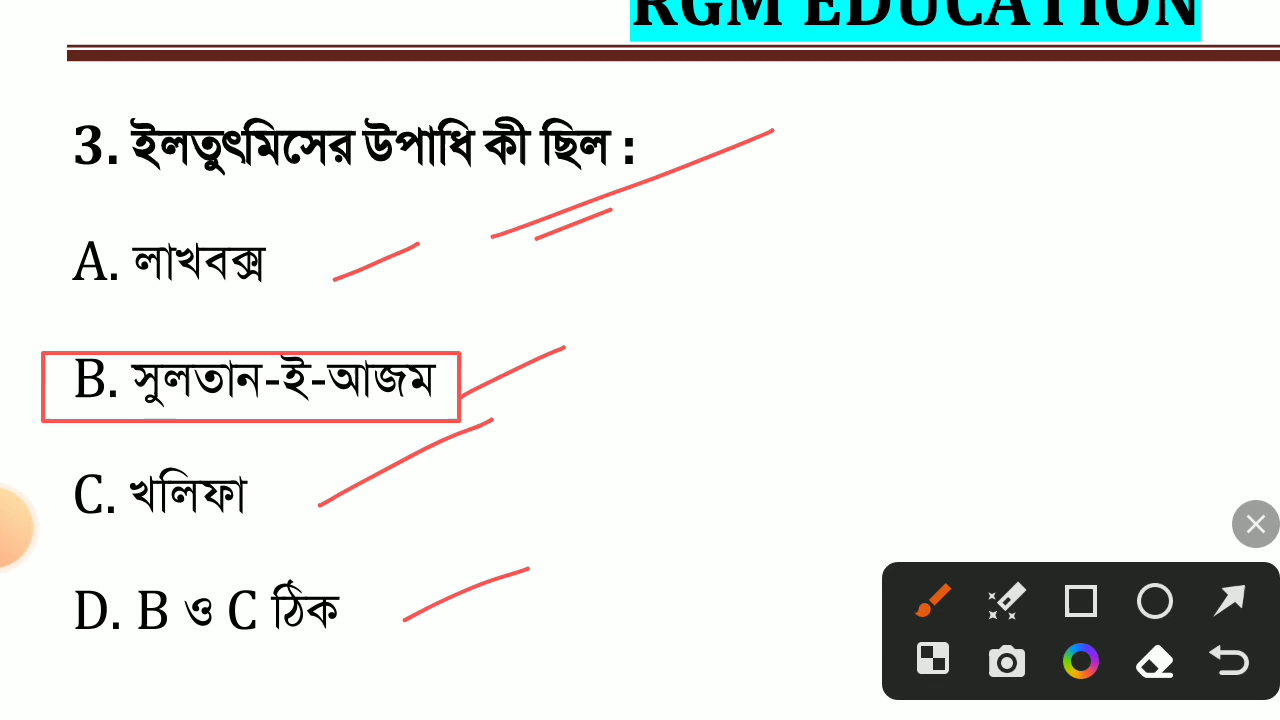 RGM EDUCATION
3. ইলতুৎমিসের উপাধি কী ছিল :
A. লাখবক্স
B. সুলতান-ই-আজম
C. খলিফা
D. B ও C ঠিক